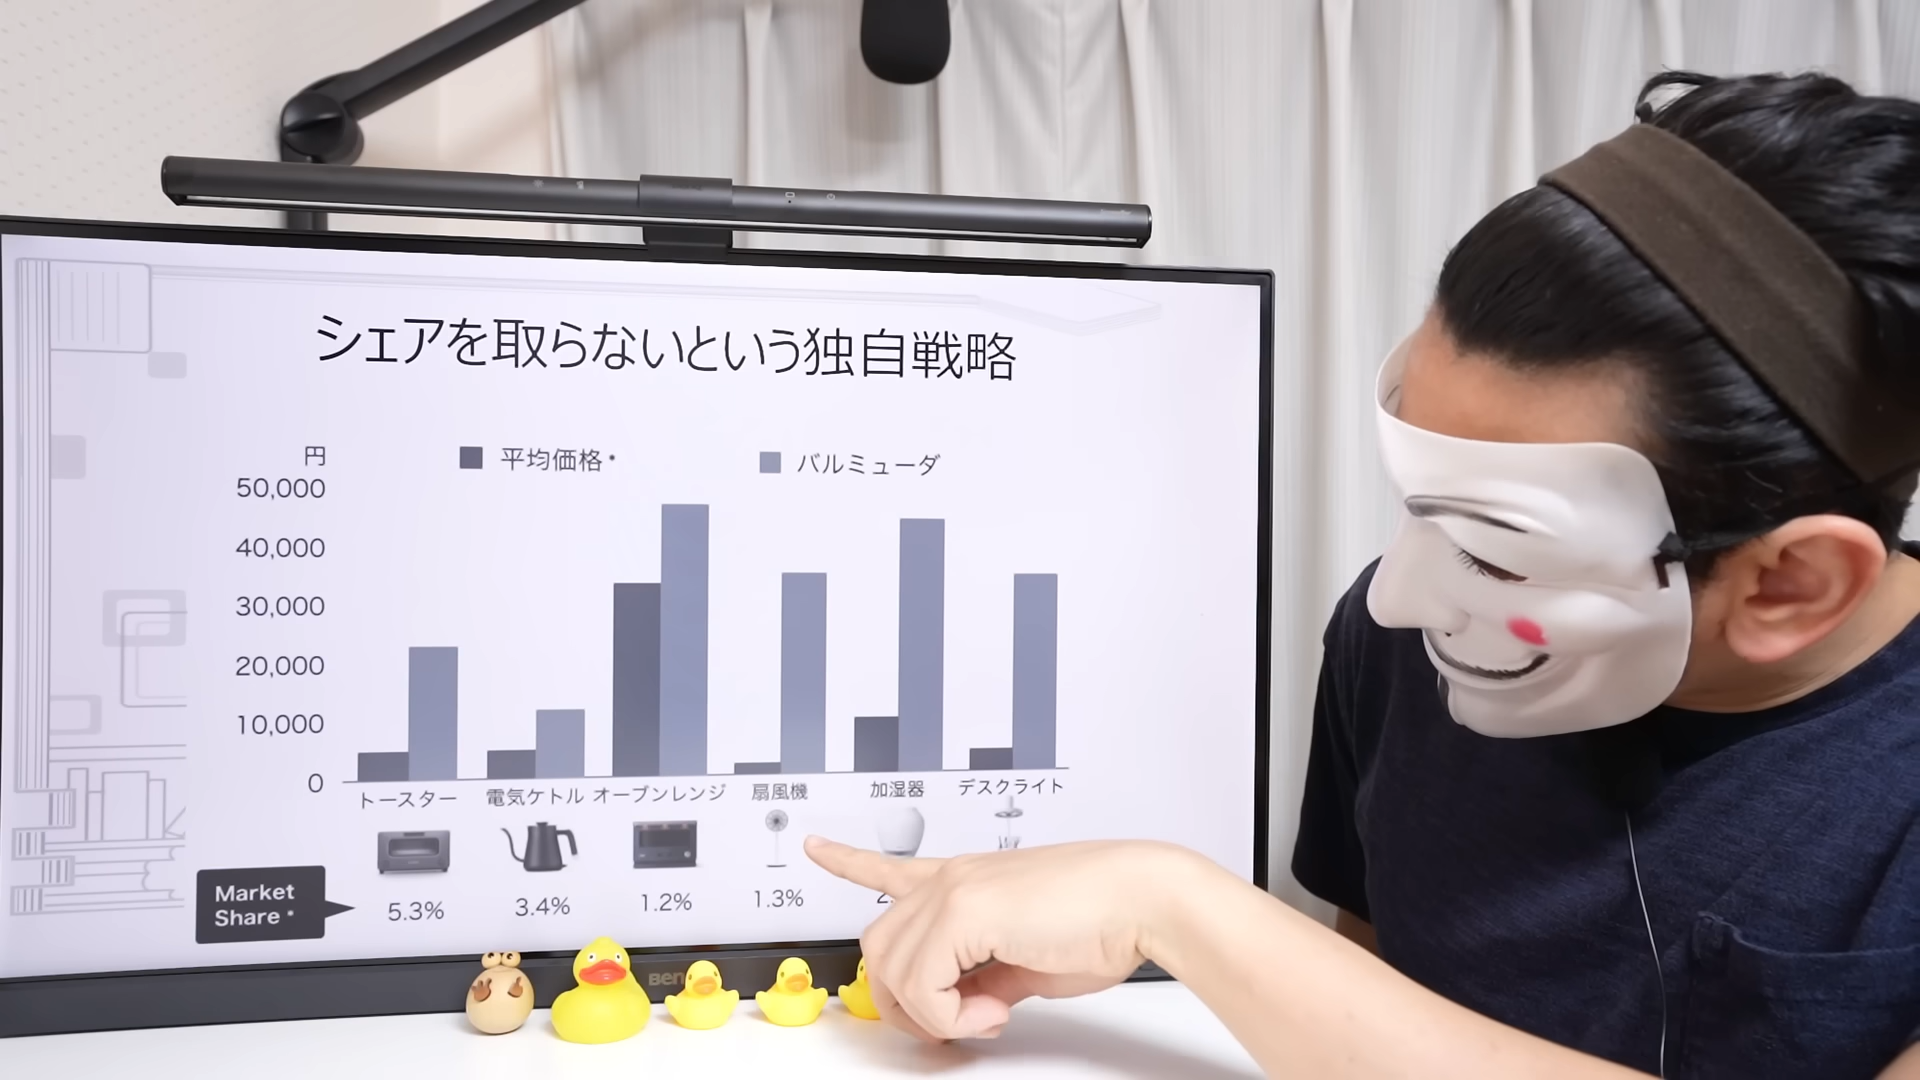 シェアを取らないという独自戦略
円
平均価格*
バルミューダ
50,000
40,000
30,000
20,000
10,000
0
トースター
電気ケトル
オーブンレンジ
扇風機
加湿器
デスクライト
Market
Share *
5.3%
3.4%
1.2%
1.3%